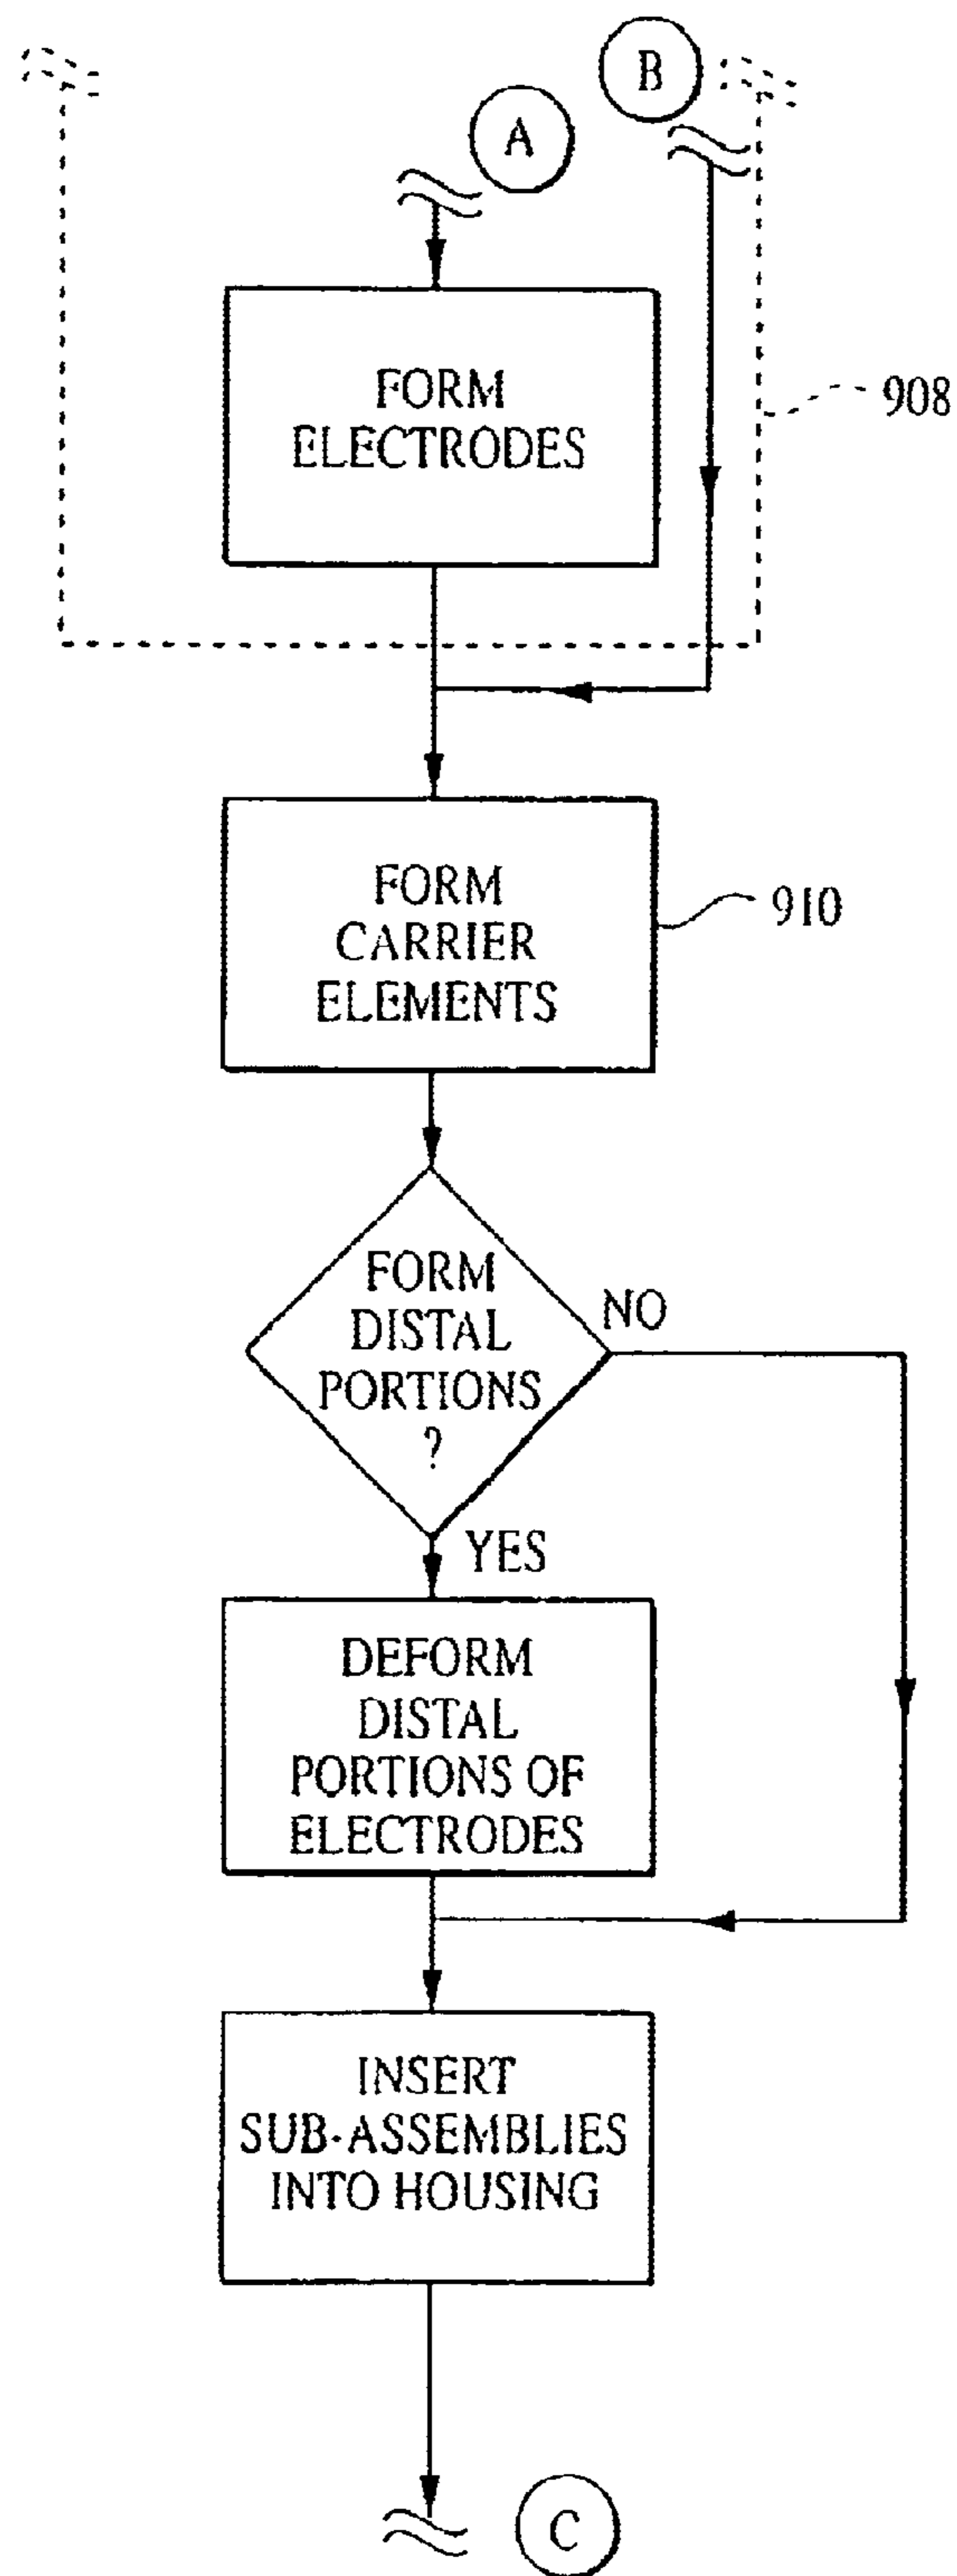 B
A
FORM
ELECTRODES
908
FORM
CARRIER
ELEMENTS
910
FORM
DISTAL
PORTIONS
?
NO
YES
DEFORM
DISTAL
PORTIONS OF
ELECTRODES
INSERT
SUB-ASSEMBLIES
INTO HOUSING
C